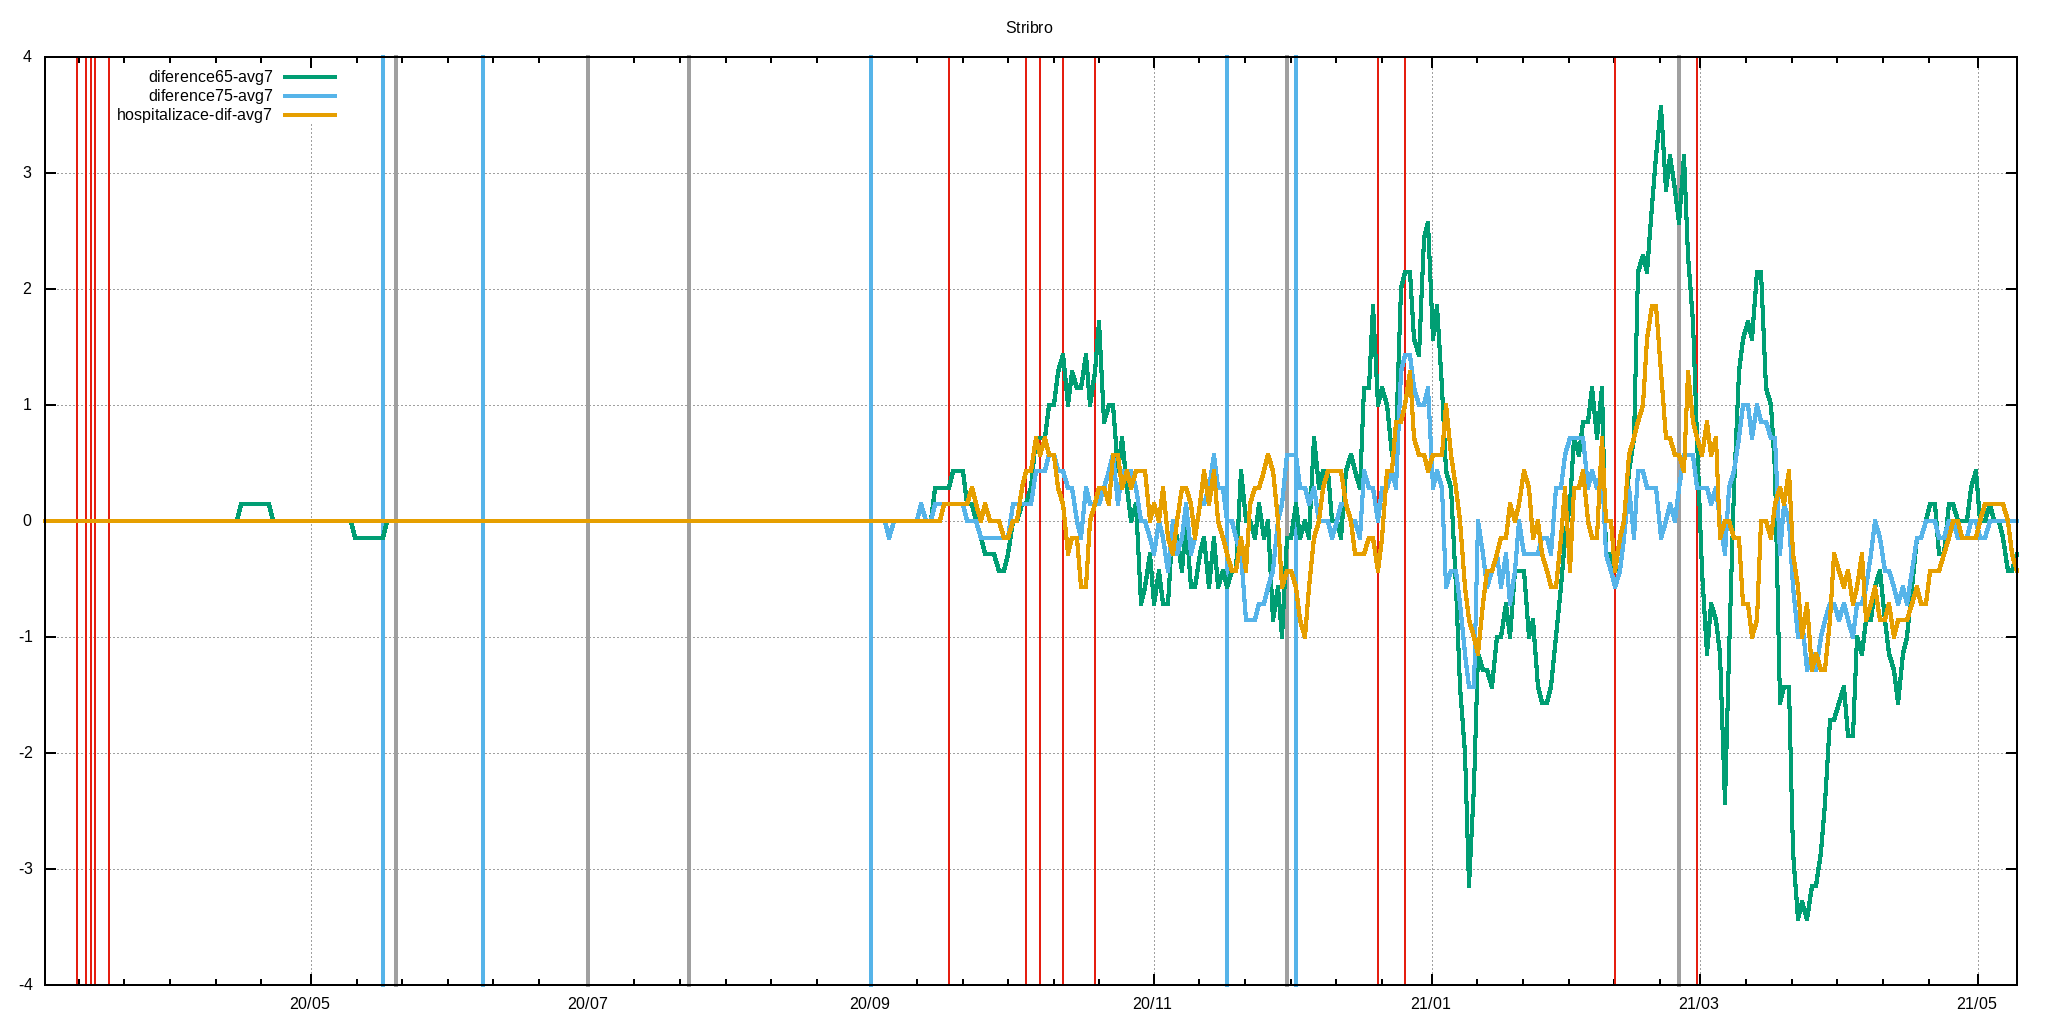 Stribro
4
diference65-avg7
diference75-avg7
hospitalizace-dif-avg7
3
2
1
0
-1
-2
-3
-4
20/05 20/07 20/09 20/11 21/01 21/03 21/05